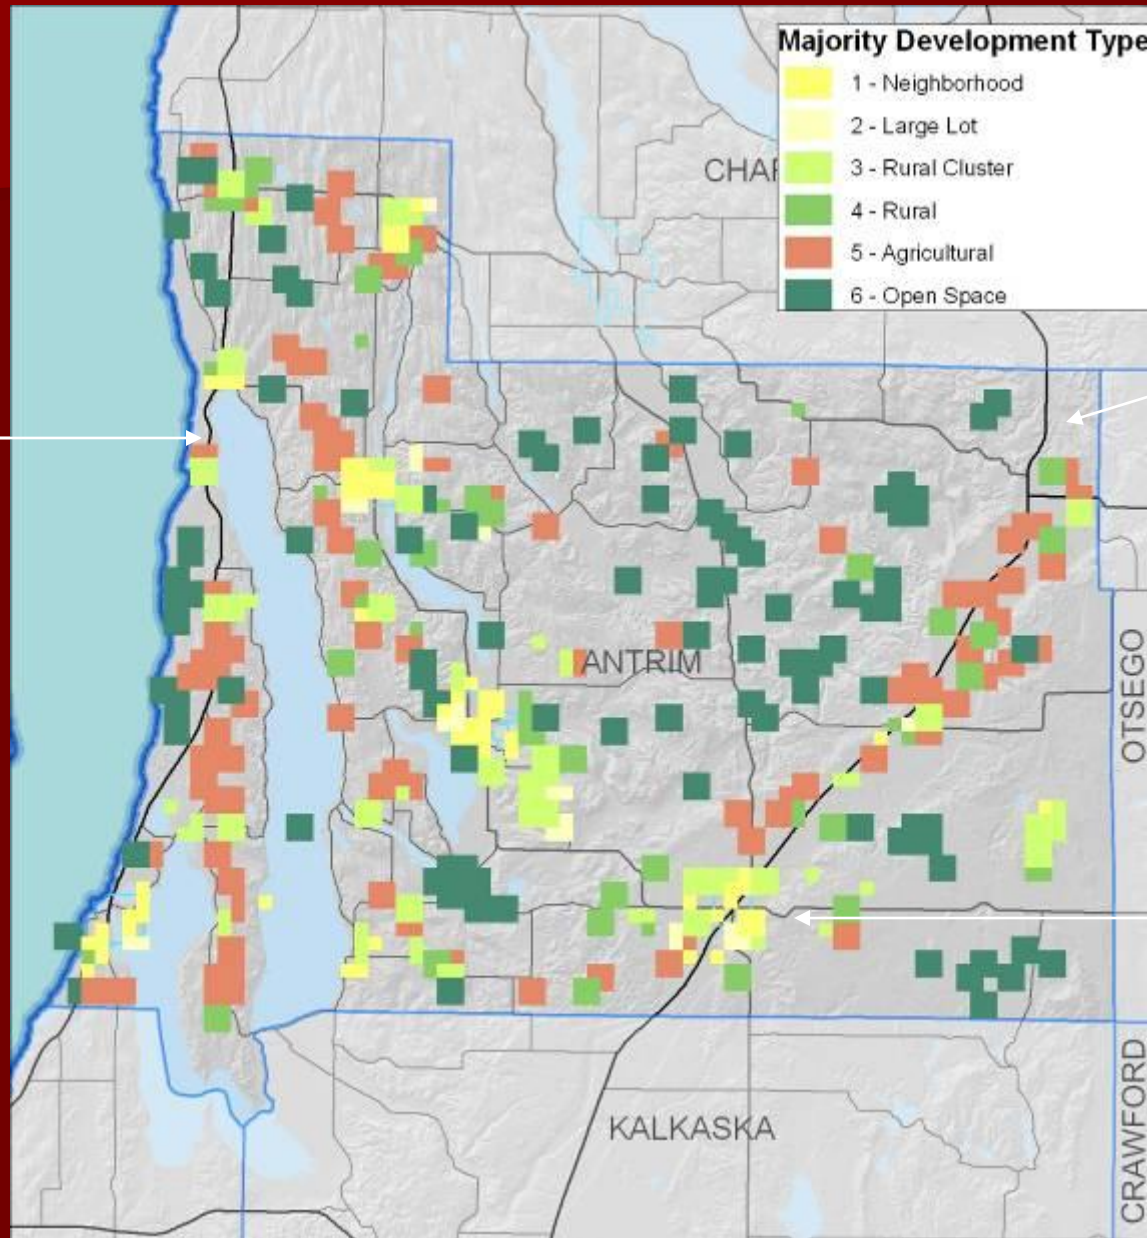 Majority Development Type
1 - Neighborhood
2 - Large Lot
3 - Rural Cluster
4 - Rural
5 - Agricultural
6 - Open Space
ANTRIM
OTSEGO
KALKASKA
CRAWFORD